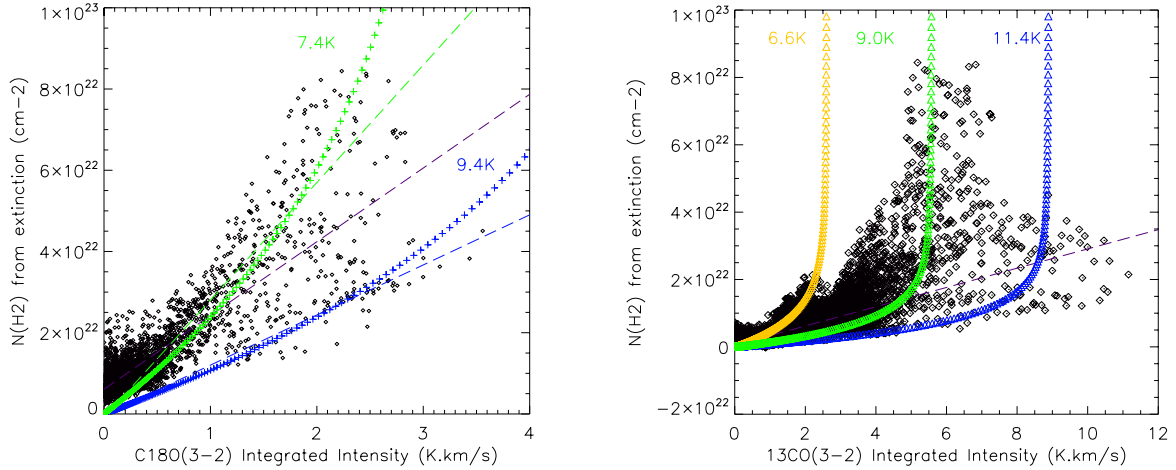 1×10²³
8×10²²
6×10²²
4×10²²
2×10²²
0
N(H2) from extinction (cm−2)
7.4K
9.4K
0 1 2 3 4
C18O(3−2) Integrated Intensity (K.km/s)
1×10²³
8×10²²
6×10²²
4×10²²
2×10²²
0
−2×10²²
N(H2) from extinction (cm−2)
6.6K 9.0K 11.4K
0 2 4 6 8 10 12
13CO(3−2) Integrated Intensity (K.km/s)